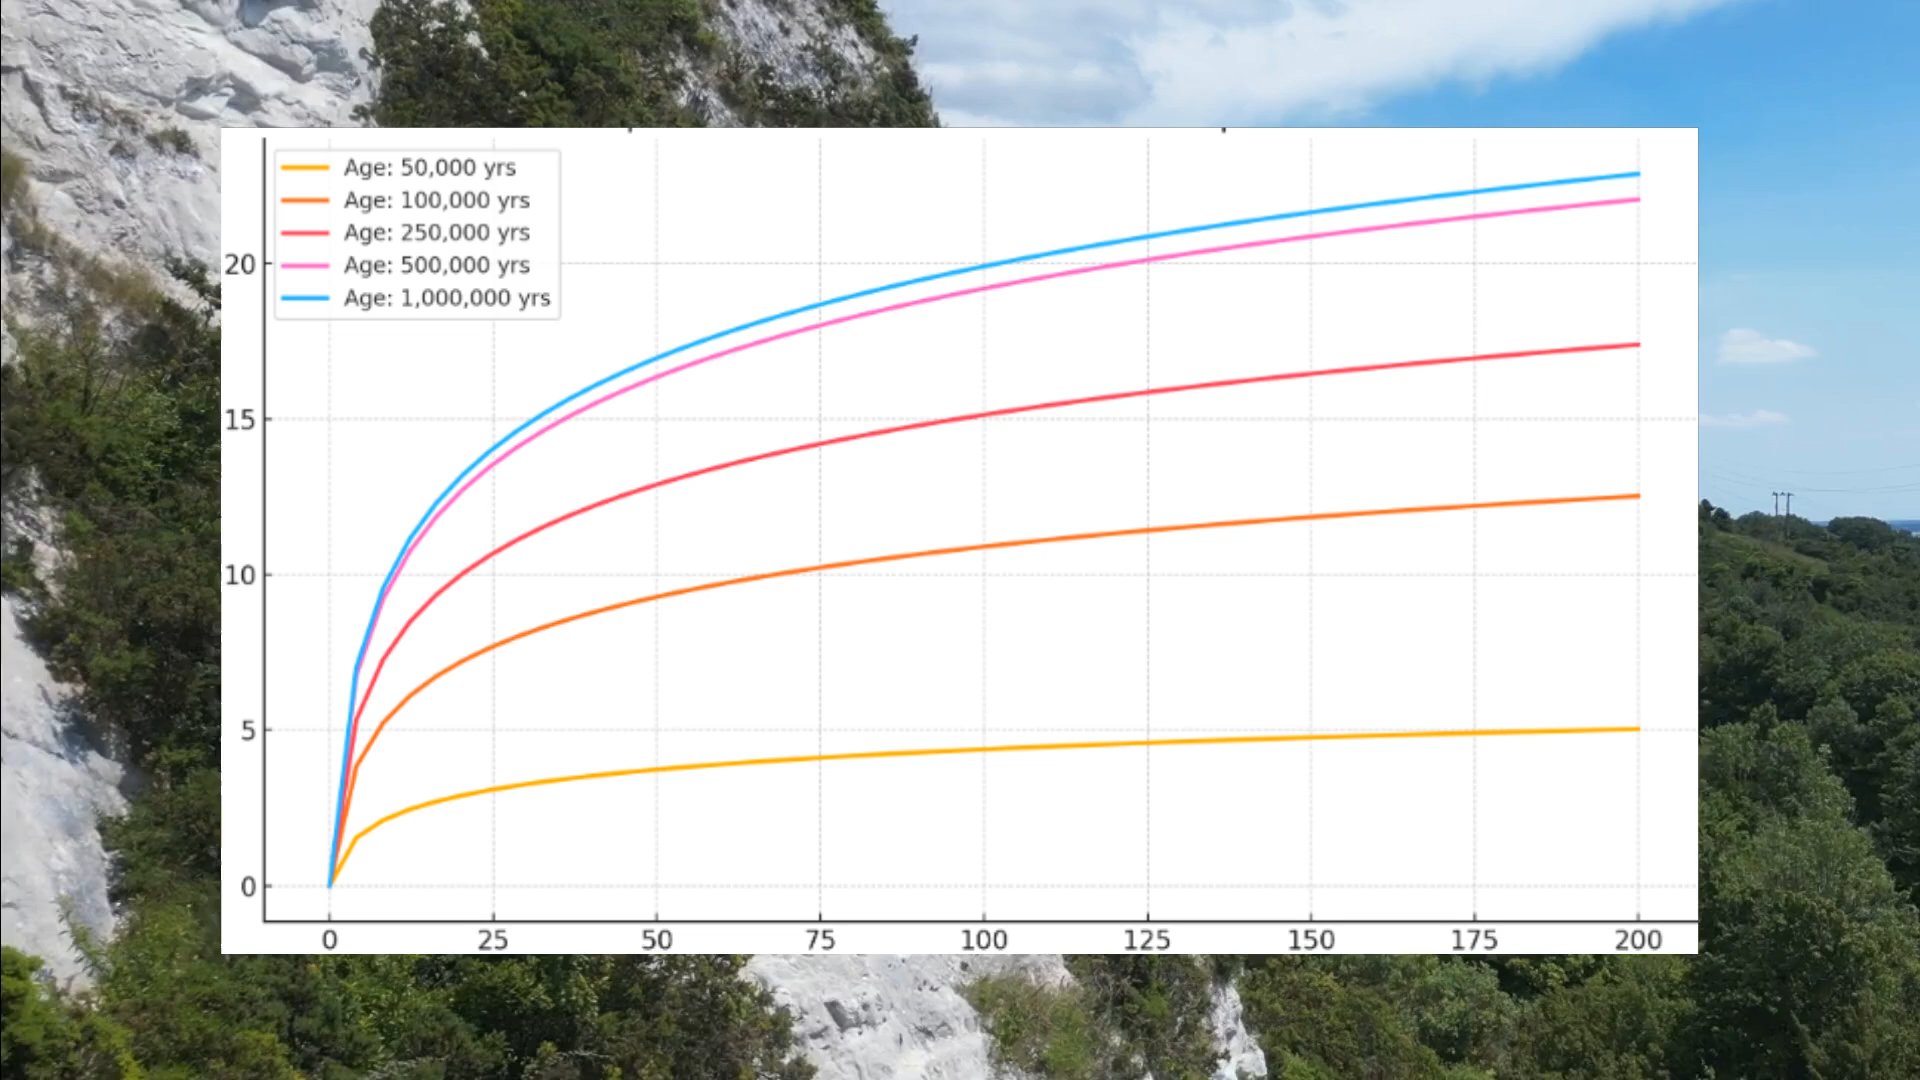 Age: 50,000 yrs
Age: 100,000 yrs
Age: 250,000 yrs
Age: 500,000 yrs
Age: 1,000,000 yrs
20
15
10
5
0
0 25 50 75 100 125 150 175 200